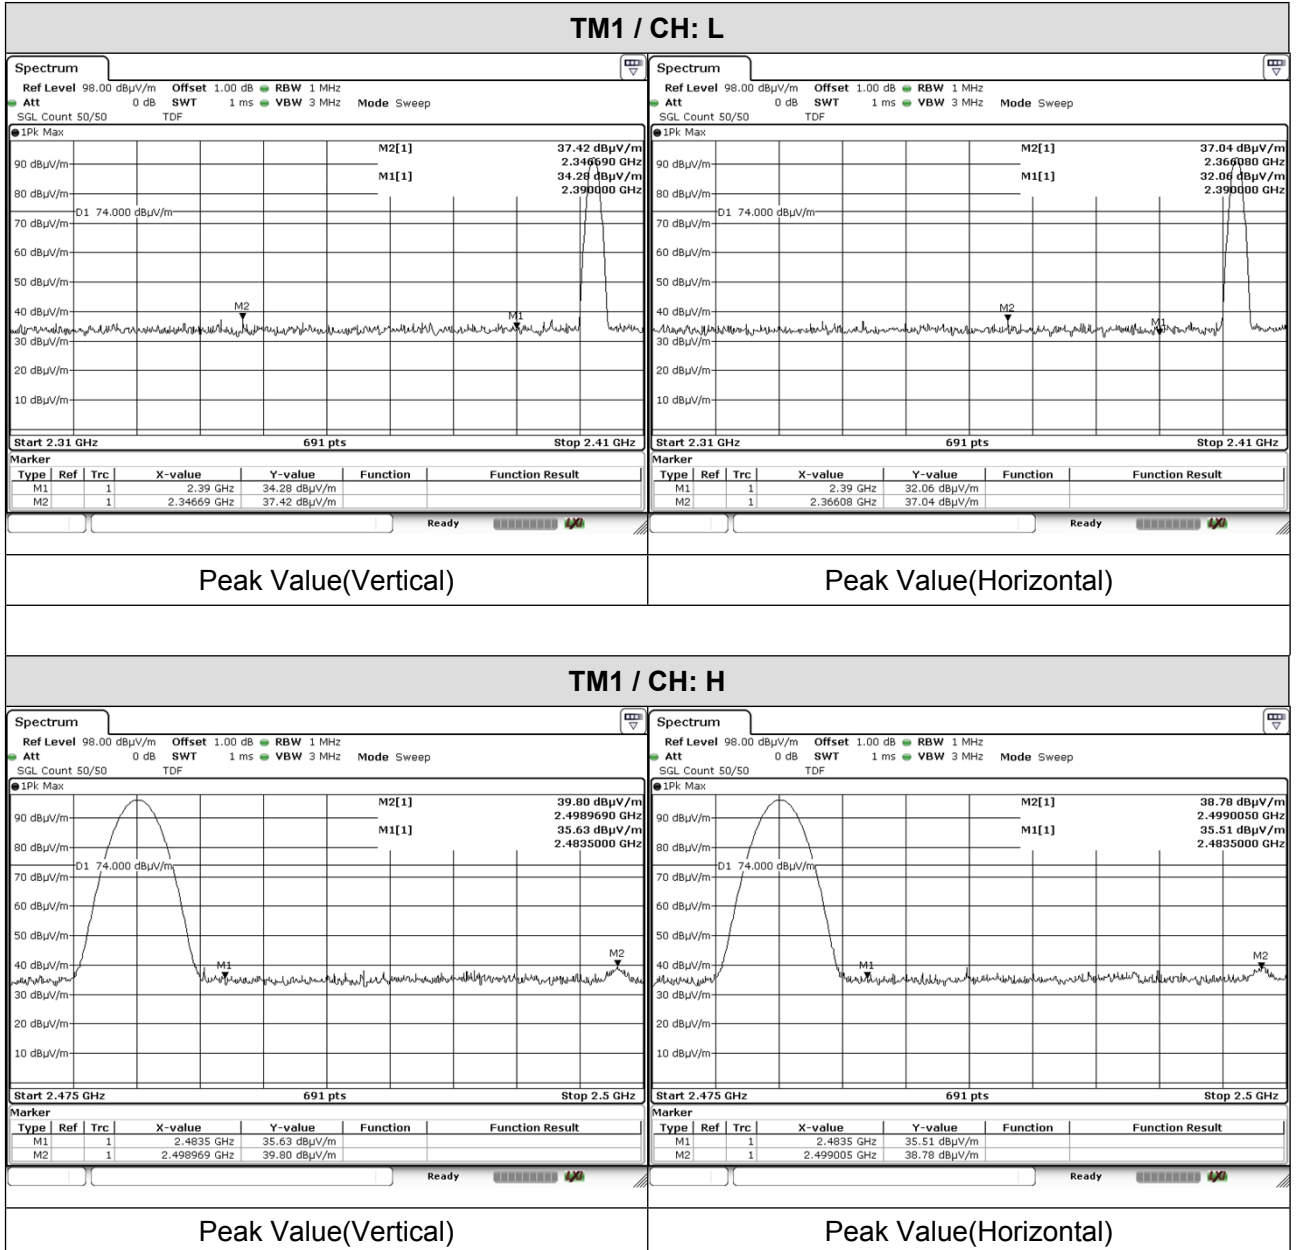 TM1 / CH: L
Spectrum
Ref Level 98.00 dBµV/m Offset 1.00 dB RBW 1 MHz
Att 0 dB SWT 1 ms VBW 3 MHz Mode Sweep
SGL Count 50/50 TDF
1Pk Max
M2[1] 37.42 dBµV/m
2.346690 GHz
M1[1] 34.28 dBµV/m
2.390000 GHz
90 dBµV/m
80 dBµV/m
D1 74.000 dBµV/m
70 dBµV/m
60 dBµV/m
50 dBµV/m
40 dBµV/m
M2
M1
30 dBµV/m
20 dBµV/m
10 dBµV/m
Start 2.31 GHz 691 pts Stop 2.41 GHz
Marker
Type Ref Trc X-value Y-value Function Function Result
M1 1 2.39 GHz 34.28 dBµV/m
M2 1 2.34669 GHz 37.42 dBµV/m
Ready LXI
Peak Value(Vertical)
Spectrum
Ref Level 98.00 dBµV/m Offset 1.00 dB RBW 1 MHz
Att 0 dB SWT 1 ms VBW 3 MHz Mode Sweep
SGL Count 50/50 TDF
1Pk Max
M2[1] 37.04 dBµV/m
2.366080 GHz
M1[1] 32.06 dBµV/m
2.390000 GHz
90 dBµV/m
80 dBµV/m
D1 74.000 dBµV/m
70 dBµV/m
60 dBµV/m
50 dBµV/m
40 dBµV/m
M2
M1
30 dBµV/m
20 dBµV/m
10 dBµV/m
Start 2.31 GHz 691 pts Stop 2.41 GHz
Marker
Type Ref Trc X-value Y-value Function Function Result
M1 1 2.39 GHz 32.06 dBµV/m
M2 1 2.36608 GHz 37.04 dBµV/m
Ready LXI
Peak Value(Horizontal)
TM1 / CH: H
Spectrum
Ref Level 98.00 dBµV/m Offset 1.00 dB RBW 1 MHz
Att 0 dB SWT 1 ms VBW 3 MHz Mode Sweep
SGL Count 50/50 TDF
1Pk Max
M2[1] 39.80 dBµV/m
2.4989690 GHz
M1[1] 35.63 dBµV/m
2.4835000 GHz
90 dBµV/m
80 dBµV/m
D1 74.000 dBµV/m
70 dBµV/m
60 dBµV/m
50 dBµV/m
M2
40 dBµV/m
M1
30 dBµV/m
20 dBµV/m
10 dBµV/m
Start 2.475 GHz 691 pts Stop 2.5 GHz
Marker
Type Ref Trc X-value Y-value Function Function Result
M1 1 2.4835 GHz 35.63 dBµV/m
M2 1 2.498969 GHz 39.80 dBµV/m
Ready LXI
Peak Value(Vertical)
Spectrum
Ref Level 98.00 dBµV/m Offset 1.00 dB RBW 1 MHz
Att 0 dB SWT 1 ms VBW 3 MHz Mode Sweep
SGL Count 50/50 TDF
1Pk Max
M2[1] 38.78 dBµV/m
2.4990050 GHz
M1[1] 35.51 dBµV/m
2.4835000 GHz
90 dBµV/m
80 dBµV/m
D1 74.000 dBµV/m
70 dBµV/m
60 dBµV/m
50 dBµV/m
M2
40 dBµV/m
M1
30 dBµV/m
20 dBµV/m
10 dBµV/m
Start 2.475 GHz 691 pts Stop 2.5 GHz
Marker
Type Ref Trc X-value Y-value Function Function Result
M1 1 2.4835 GHz 35.51 dBµV/m
M2 1 2.499005 GHz 38.78 dBµV/m
Ready LXI
Peak Value(Horizontal)